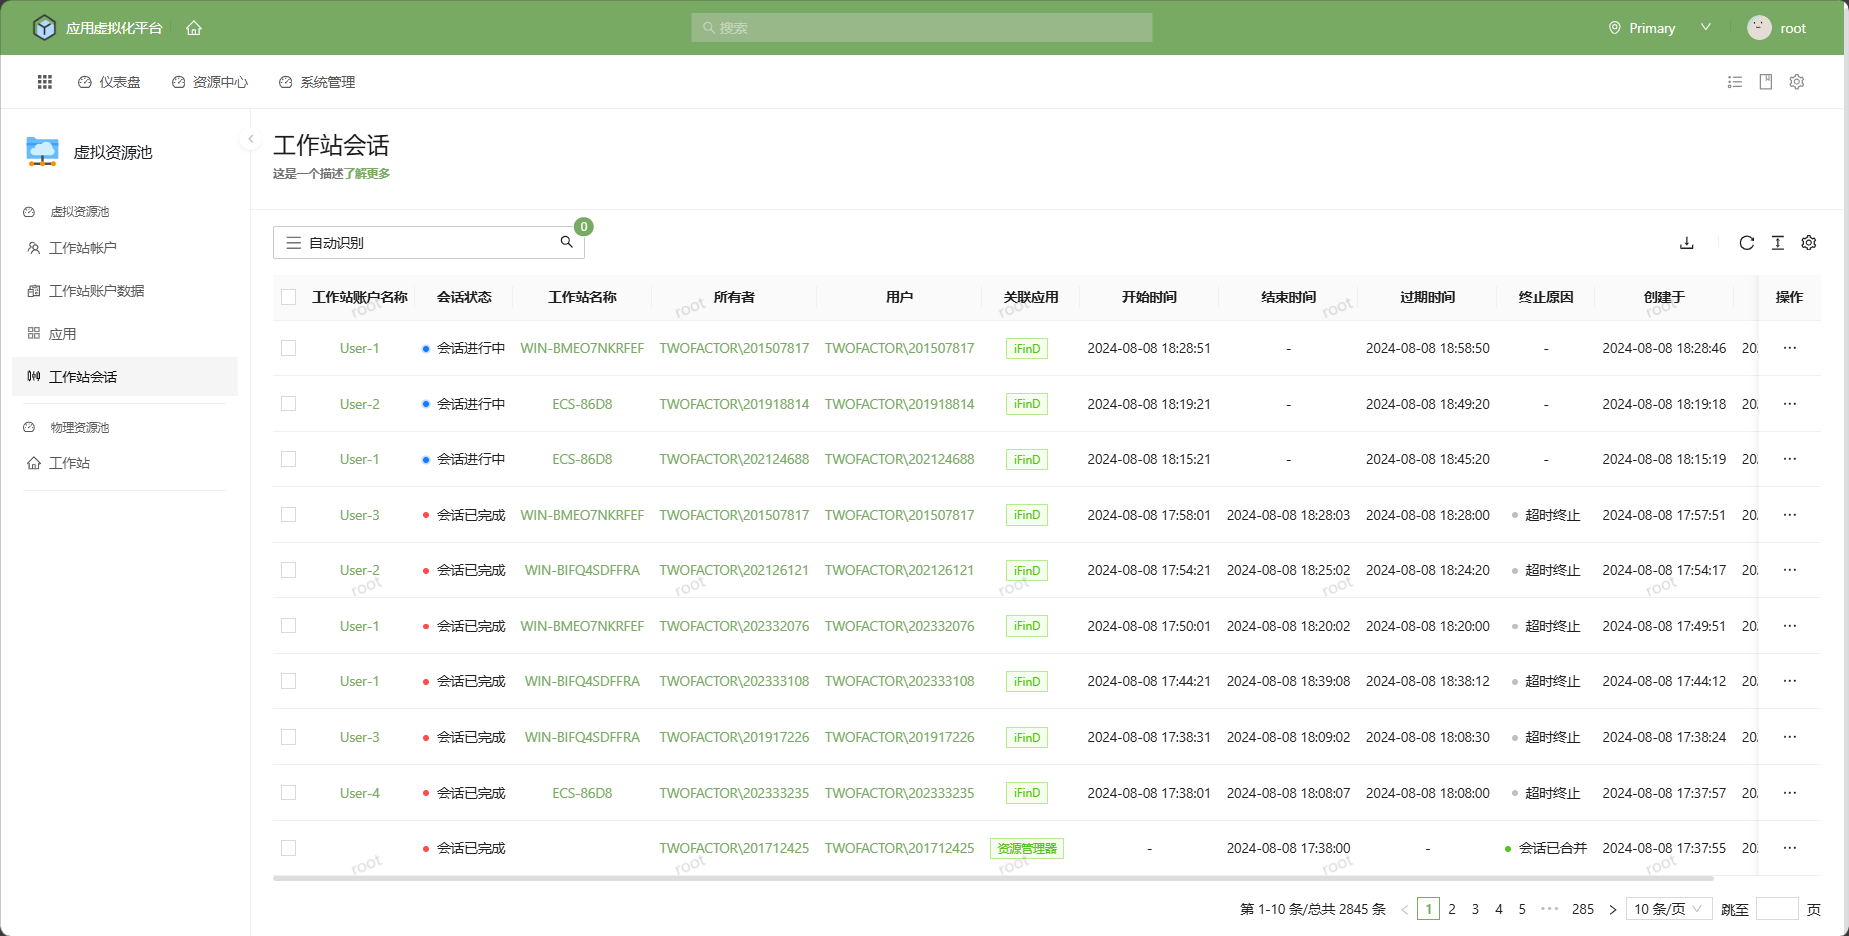 应用虚拟化平台 搜索 Primary root
仪表盘 资源中心 系统管理
虚拟资源池
虚拟资源池
工作站帐户
工作站账户数据
应用
工作站会话
物理资源池
工作站
工作站会话
这是一个描述了解更多
自动识别 0
工作站账户名称 会话状态 工作站名称 所有者 用户 关联应用 开始时间 结束时间 过期时间 终止原因 创建于 操作
root root root root root
User-1 会话进行中 WIN-BMEO7NKRFEF TWOFACTOR\201507817 TWOFACTOR\201507817 iFinD 2024-08-08 18:28:51 - 2024-08-08 18:58:50 - 2024-08-08 18:28:46 20. ···
User-2 会话进行中 ECS-86D8 TWOFACTOR\201918814 TWOFACTOR\201918814 iFinD 2024-08-08 18:19:21 - 2024-08-08 18:49:20 - 2024-08-08 18:19:18 20. ···
User-1 会话进行中 ECS-86D8 TWOFACTOR\202124688 TWOFACTOR\202124688 iFinD 2024-08-08 18:15:21 - 2024-08-08 18:45:20 - 2024-08-08 18:15:19 20. ···
User-3 会话已完成 WIN-BMEO7NKRFEF TWOFACTOR\201507817 TWOFACTOR\201507817 iFinD 2024-08-08 17:58:01 2024-08-08 18:28:03 2024-08-08 18:28:00 超时终止 2024-08-08 17:57:51 20. ···
User-2 会话已完成 WIN-BIFQ4SDFFRA TWOFACTOR\202126121 TWOFACTOR\202126121 iFinD 2024-08-08 17:54:21 2024-08-08 18:25:02 2024-08-08 18:24:20 超时终止 2024-08-08 17:54:17 20. ···
root root root root root
User-1 会话已完成 WIN-BMEO7NKRFEF TWOFACTOR\202332076 TWOFACTOR\202332076 iFinD 2024-08-08 17:50:01 2024-08-08 18:20:02 2024-08-08 18:20:00 超时终止 2024-08-08 17:49:51 20. ···
User-1 会话已完成 WIN-BIFQ4SDFFRA TWOFACTOR\202333108 TWOFACTOR\202333108 iFinD 2024-08-08 17:44:21 2024-08-08 18:39:08 2024-08-08 18:38:12 超时终止 2024-08-08 17:44:12 20. ···
User-3 会话已完成 WIN-BIFQ4SDFFRA TWOFACTOR\201917226 TWOFACTOR\201917226 iFinD 2024-08-08 17:38:31 2024-08-08 18:09:02 2024-08-08 18:08:30 超时终止 2024-08-08 17:38:24 20. ···
User-4 会话已完成 ECS-86D8 TWOFACTOR\202333235 TWOFACTOR\202333235 iFinD 2024-08-08 17:38:01 2024-08-08 18:08:07 2024-08-08 18:08:00 超时终止 2024-08-08 17:37:57 20. ···
会话已完成 TWOFACTOR\201712425 TWOFACTOR\201712425 资源管理器 - 2024-08-08 17:38:00 - 会话已合并 2024-08-08 17:37:55 20. ···
root root root root root
第 1-10 条/总共 2845 条 < 1 2 3 4 5 ··· 285 > 10 条/页 跳至 页